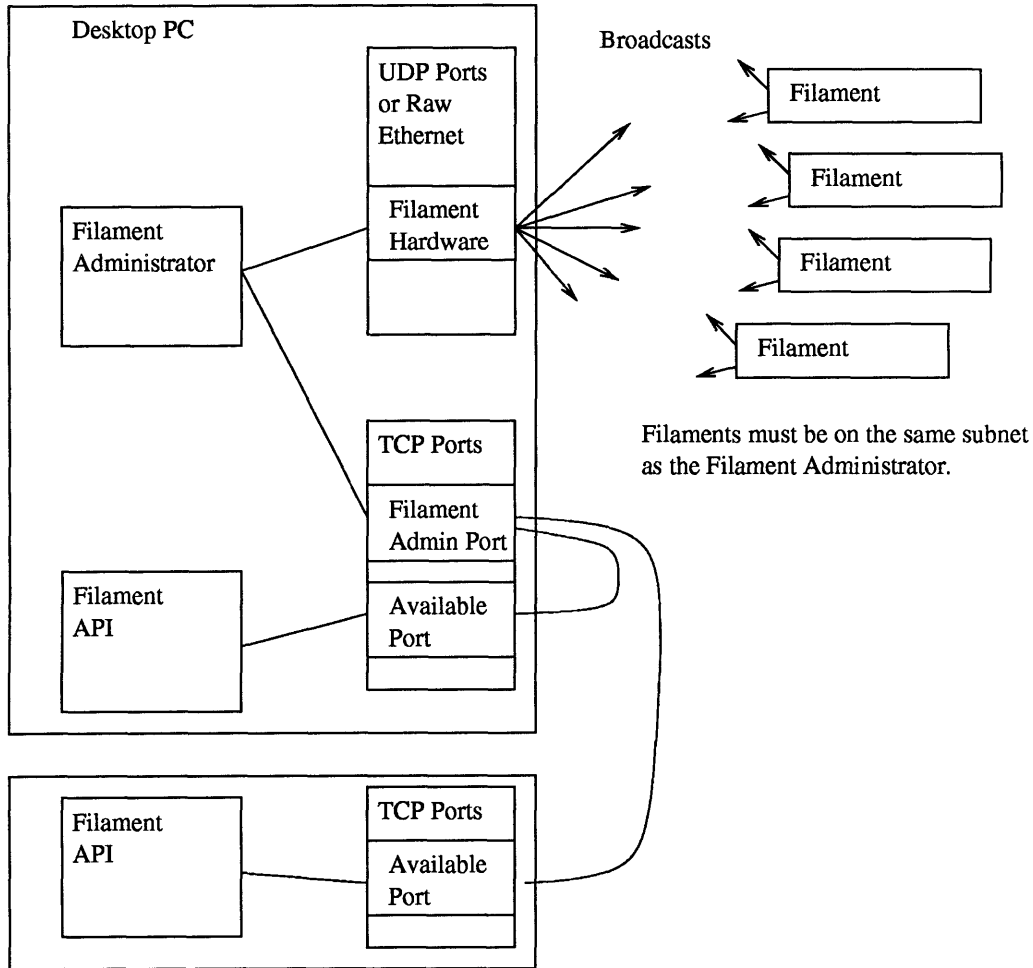 Desktop PC
UDP Ports
or Raw
Ethernet
Filament
Hardware
Filament
Administrator
Broadcasts
Filament
Filament
Filament
Filament
Filaments must be on the same subnet
as the Filament Administrator.
TCP Ports
Filament
Admin Port
Available
Port
Filament
API
Filament
API
TCP Ports
Available
Port